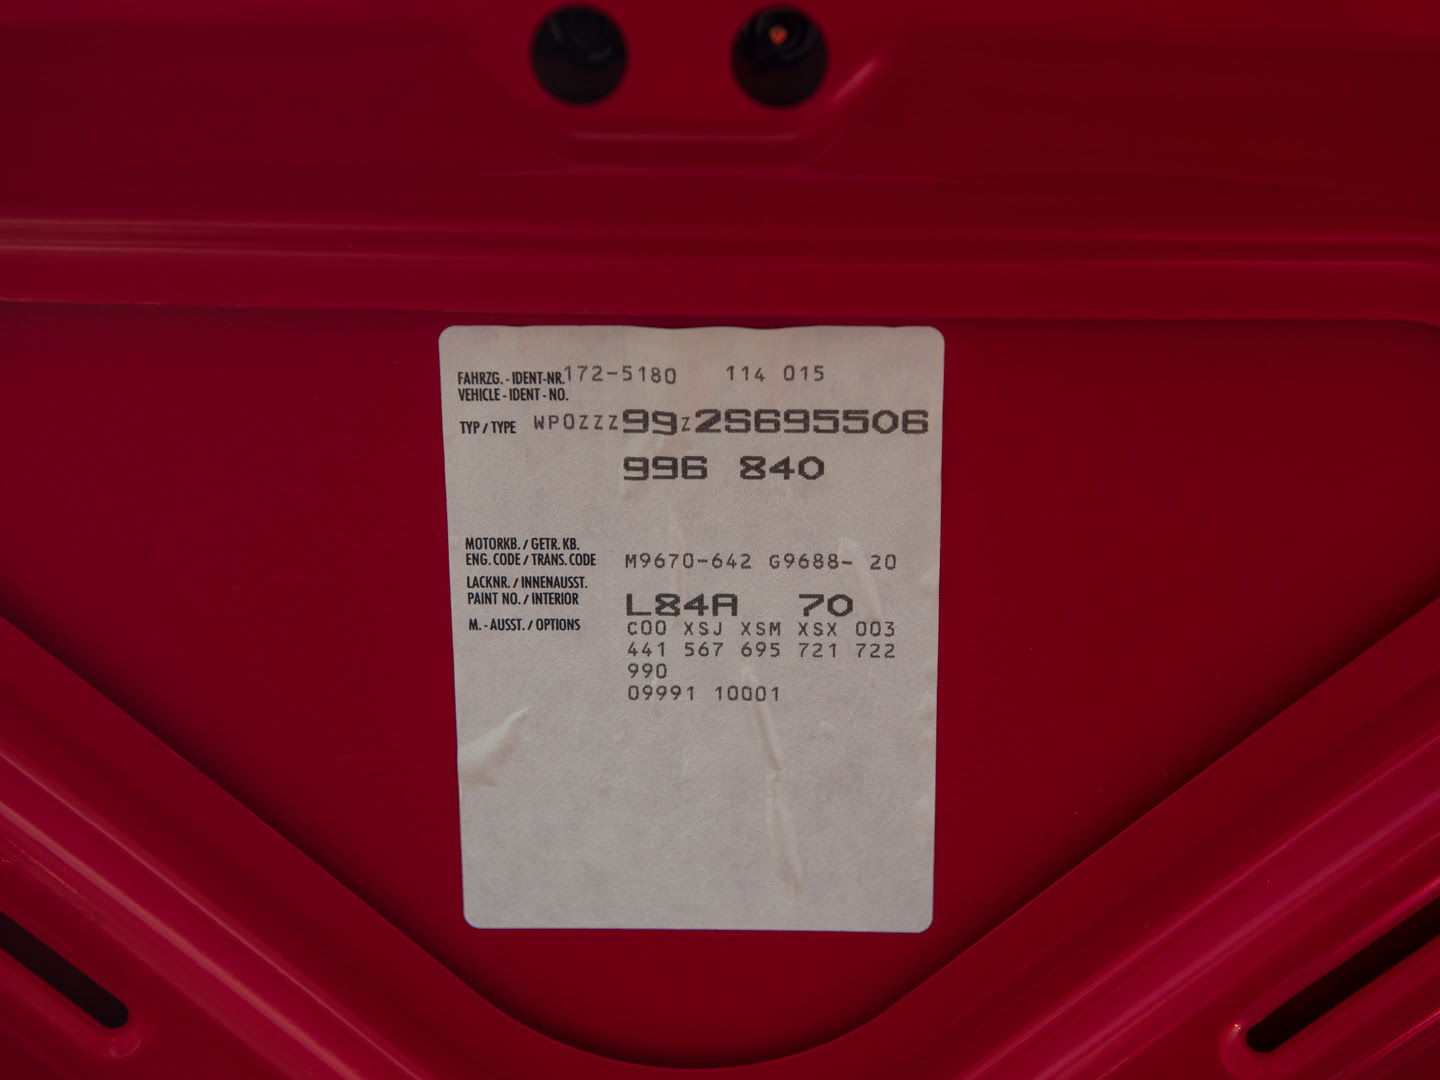 FAHRZG.-IDENT-NR. 172-5180 114 015
VEHICLE-IDENT-NO.
TYP/TYPE WP0ZZZ99Z2S695506
996 840
MOTORKB./GETR.KB.
ENG.CODE/TRANS.CODE M9670-642 G9688- 20
LACKNR./INNENAUSST.
PAINT NO./INTERIOR L84A 70
M.-AUSST./OPTIONS C00 XSJ XSM XSX 003
441 567 695 721 722
990
09991 10001